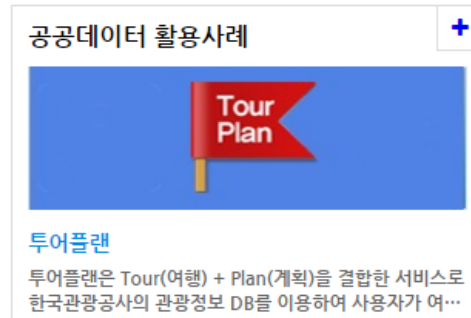 공공데이터 활용사례
+
Tour
Plan
투어플랜
투어플랜은 Tour(여행) + Plan(계획)을 결합한 서비스로
한국관광공사의 관광정보 DB를 이용하여 사용자가 여…